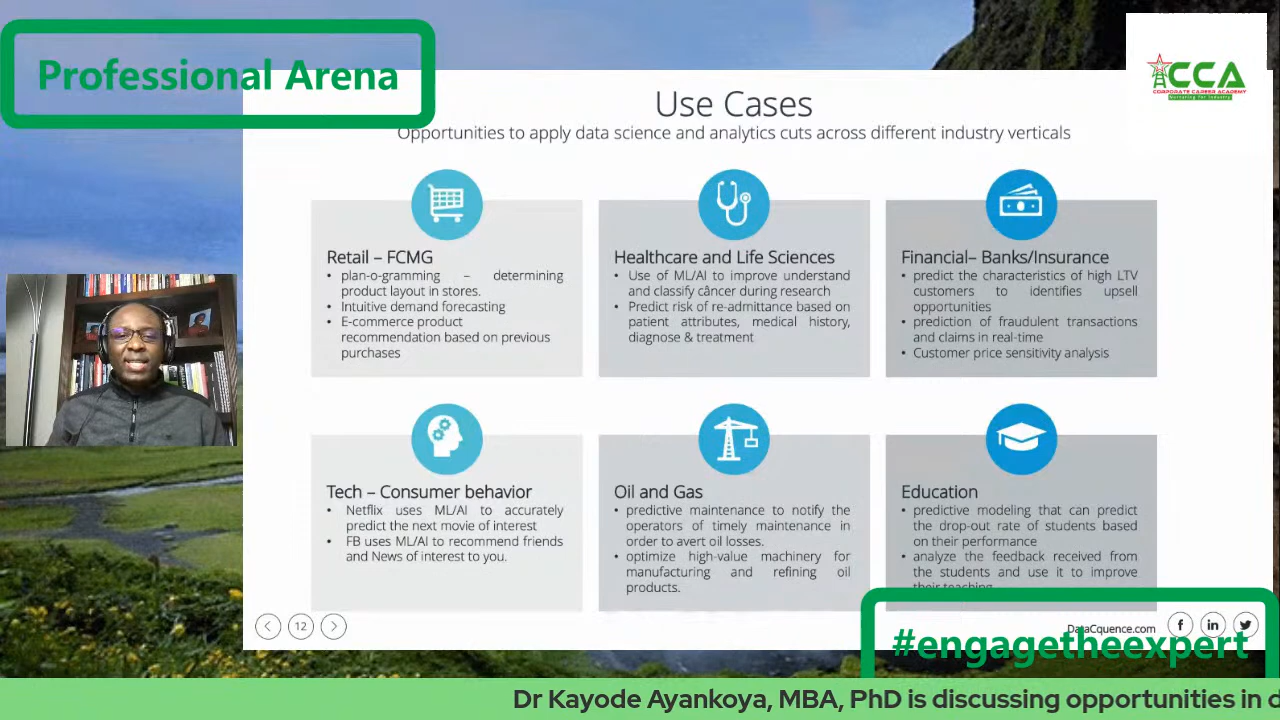 Professional Arena
CCA
CORPORATE CAREER ACADEMY
Nurturing for Industry
Use Cases
Opportunities to apply data science and analytics cuts across different industry verticals
Retail – FCMG
• plan-o-gramming – determining
product layout in stores.
• Intuitive demand forecasting
• E-commerce product
recommendation based on previous
purchases
Healthcare and Life Sciences
• Use of ML/AI to improve understand
and classify câncer during research
• Predict risk of re-admittance based on
patient attributes, medical history,
diagnose & treatment
Financial– Banks/Insurance
• predict the characteristics of high LTV
customers to identifies upsell
opportunities
• prediction of fraudulent transactions
and claims in real-time
• Customer price sensitivity analysis
Tech – Consumer behavior
• Netflix uses ML/AI to accurately
predict the next movie of interest
• FB uses ML/AI to recommend friends
and News of interest to you.
Oil and Gas
• predictive maintenance to notify the
operators of timely maintenance in
order to avert oil losses.
• optimize high-value machinery for
manufacturing and refining oil
products.
Education
• predictive modeling that can predict
the drop-out rate of students based
on their performance
• analyze the feedback received from
the students and use it to improve
their teaching
12
DataCquence.com
#engagetheexpert
Dr Kayode Ayankoya, MBA, PhD is discussing opportunities in